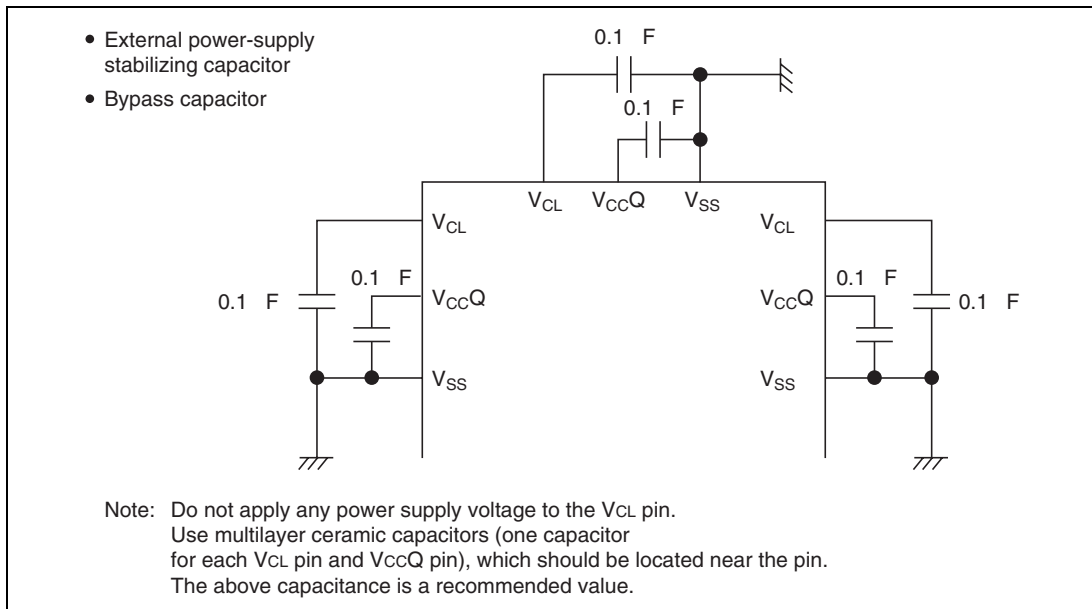 • External power-supply
stabilizing capacitor
• Bypass capacitor
0.1 F
0.1 F
VCL VCCQ VSS
VCL
VCL
0.1 F
0.1 F
0.1 F
VCCQ
VCCQ
0.1 F
VSS
VSS
Note: Do not apply any power supply voltage to the VCL pin.
Use multilayer ceramic capacitors (one capacitor
for each VCL pin and VCCQ pin), which should be located near the pin.
The above capacitance is a recommended value.